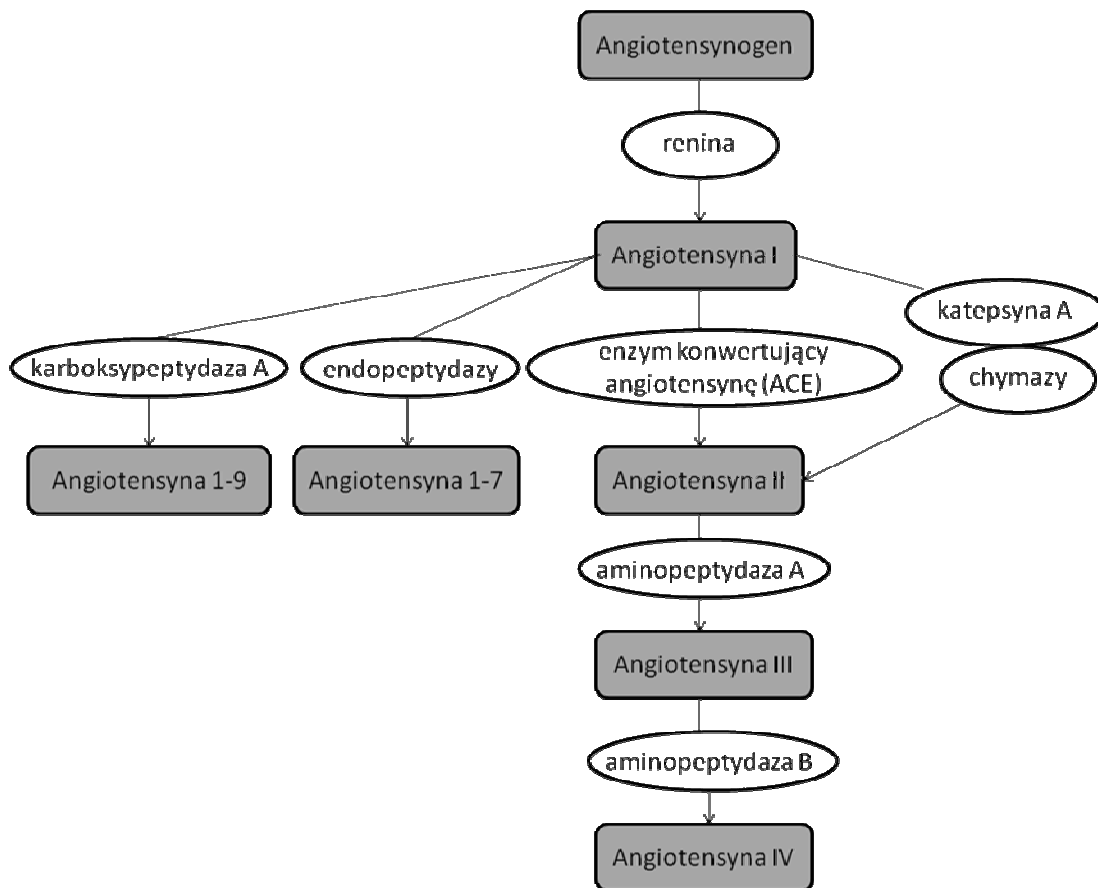 Angiotensynogen
renina
Angiotensyna I
katepsyna A
karboksypeptydaza A
endopeptydazy
enzym konwertujący
angiotensynę (ACE)
chymazy
Angiotensyna 1-9
Angiotensyna 1-7
Angiotensyna II
aminopeptydaza A
Angiotensyna III
aminopeptydaza B
Angiotensyna IV